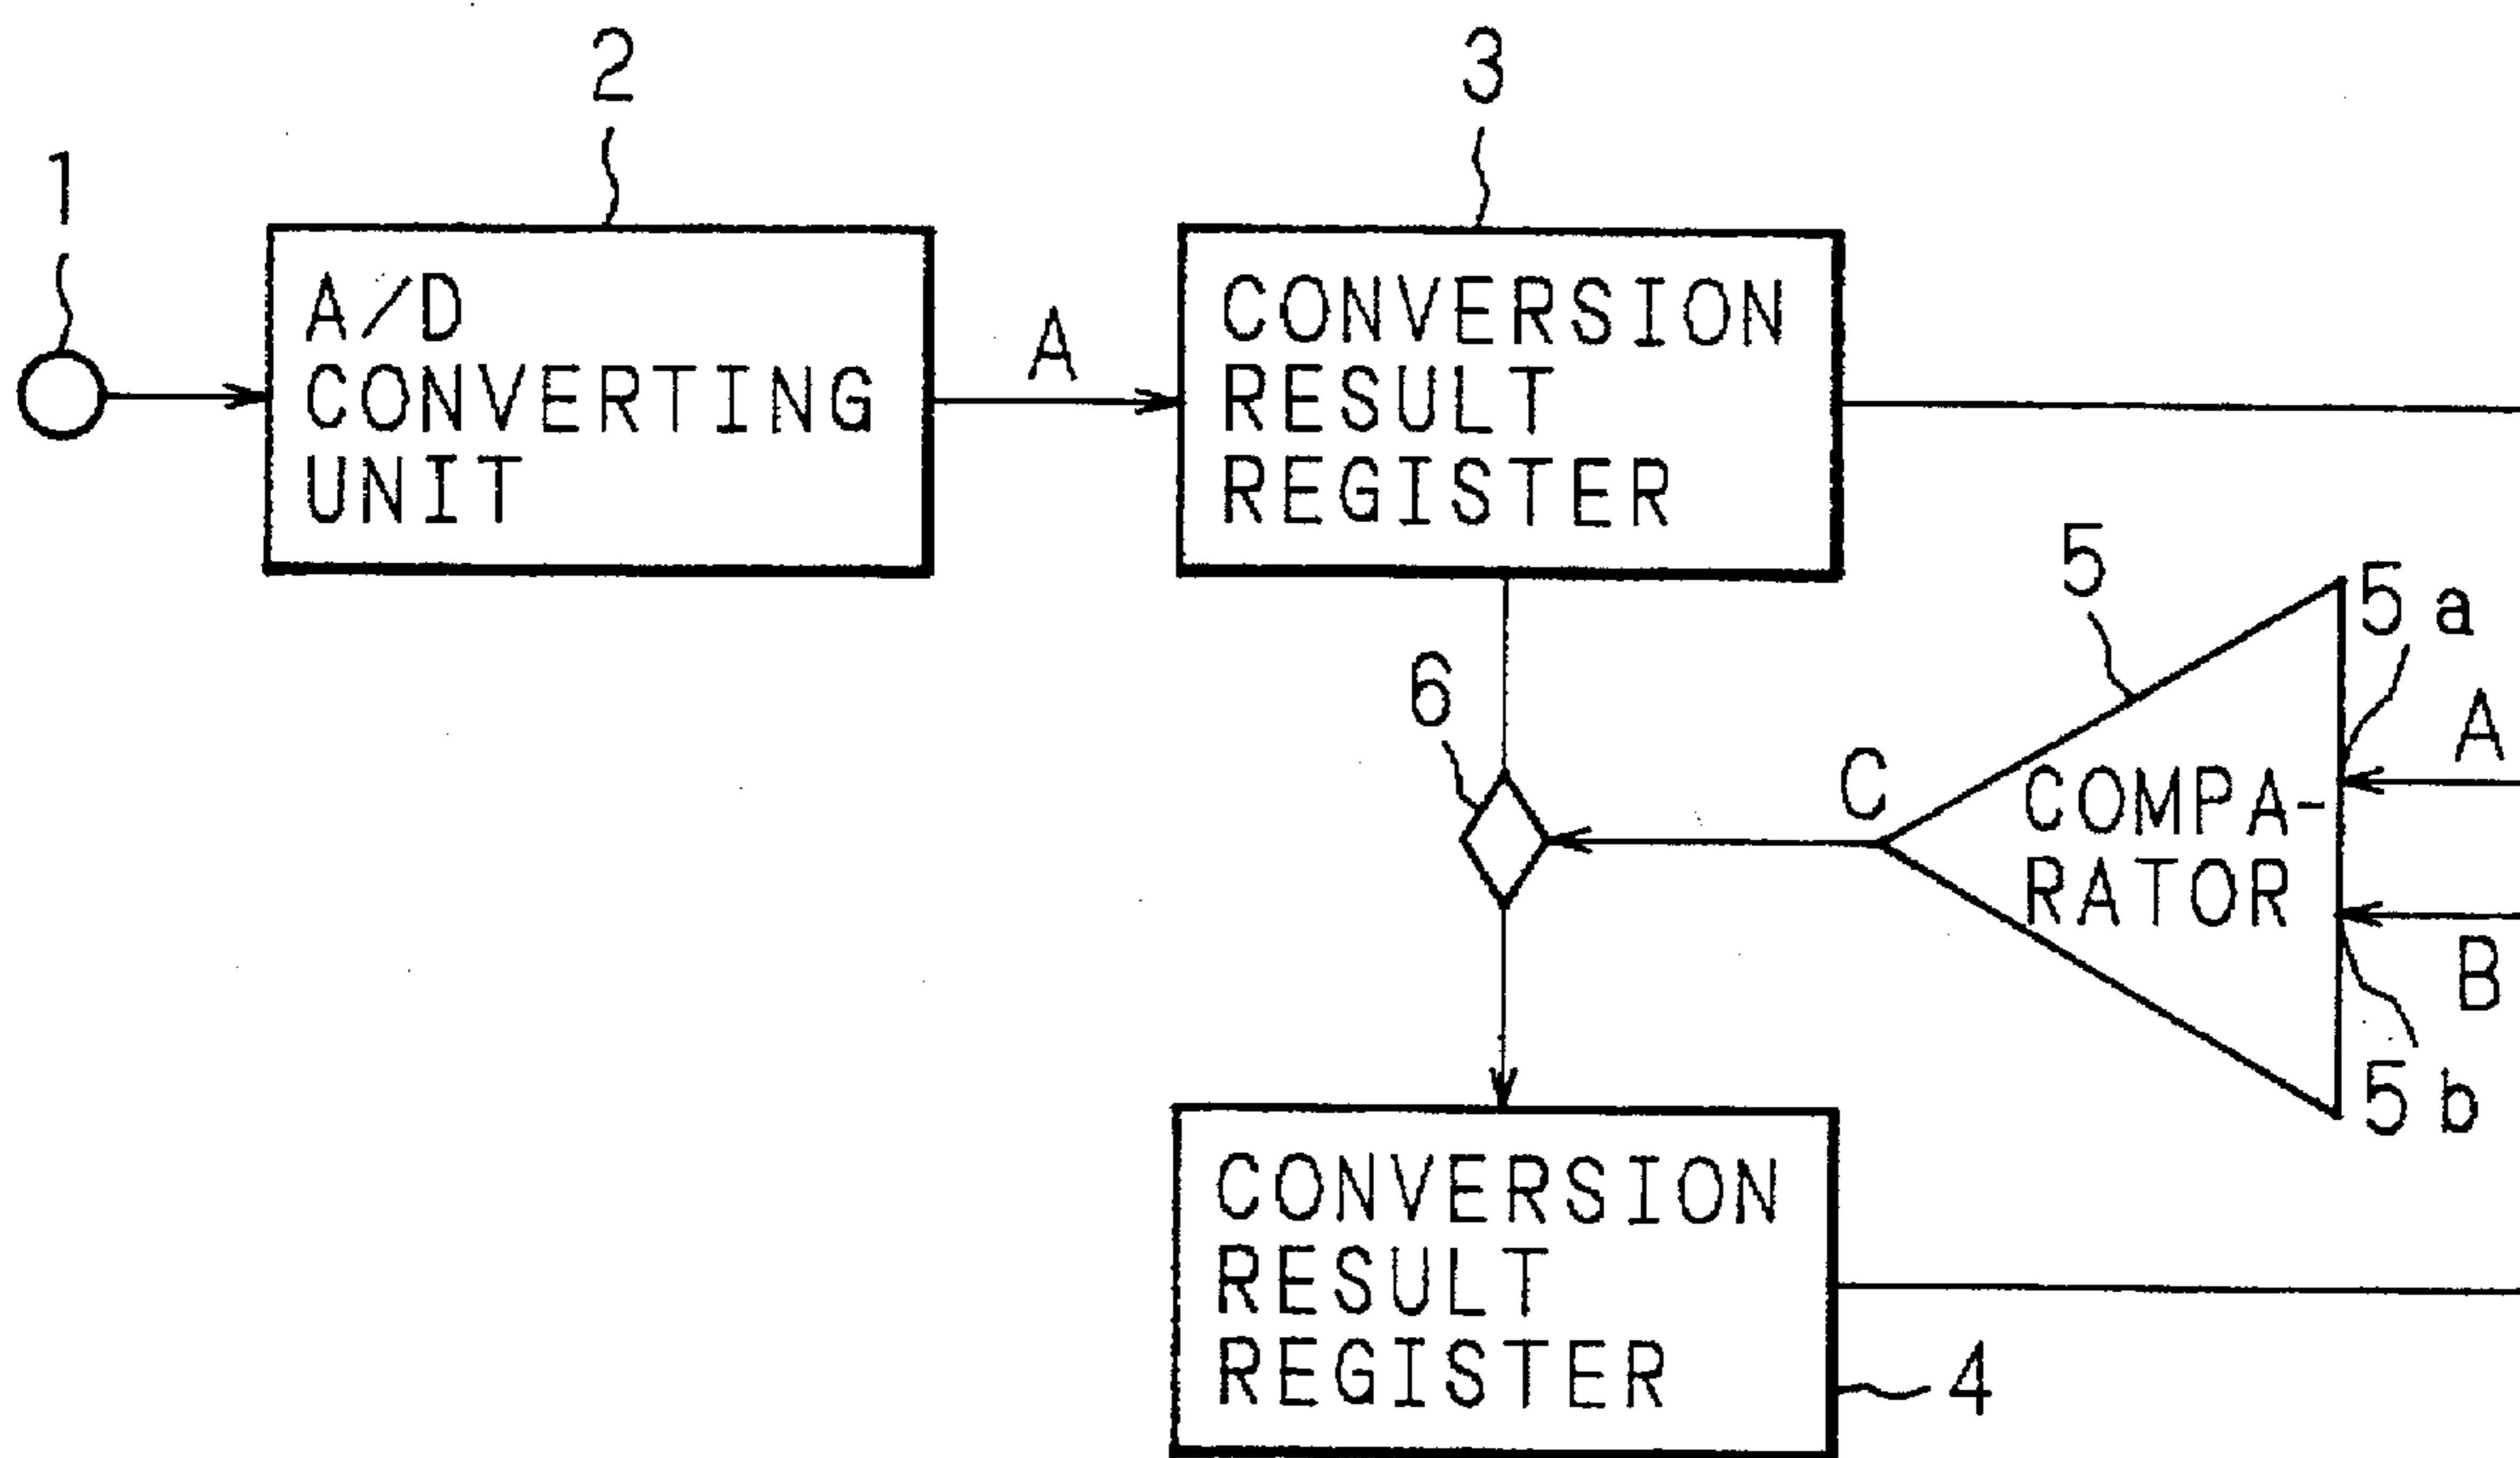 2
3
1
A/D
CONVERTING
UNIT
A
CONVERSION
RESULT
REGISTER
5
5a
6
A
C
COMPA-
RATOR
B
5b
CONVERSION
RESULT
REGISTER
4